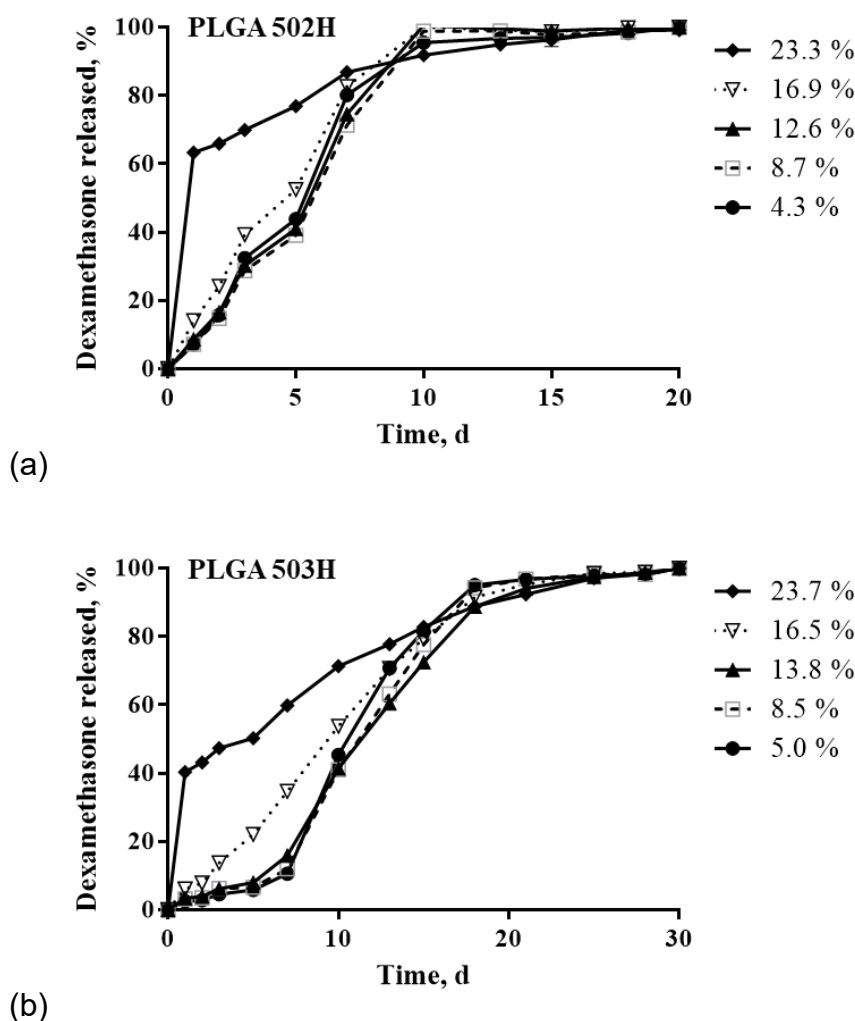 PLGA 502H
Dexamethasone released, %
100
80
60
40
20
0
0 5 10 15 20
Time, d
23.3 %
16.9 %
12.6 %
8.7 %
4.3 %
(a)
PLGA 503H
Dexamethasone released, %
100
80
60
40
20
0
0 10 20 30
Time, d
23.7 %
16.5 %
13.8 %
8.5 %
5.0 %
(b)